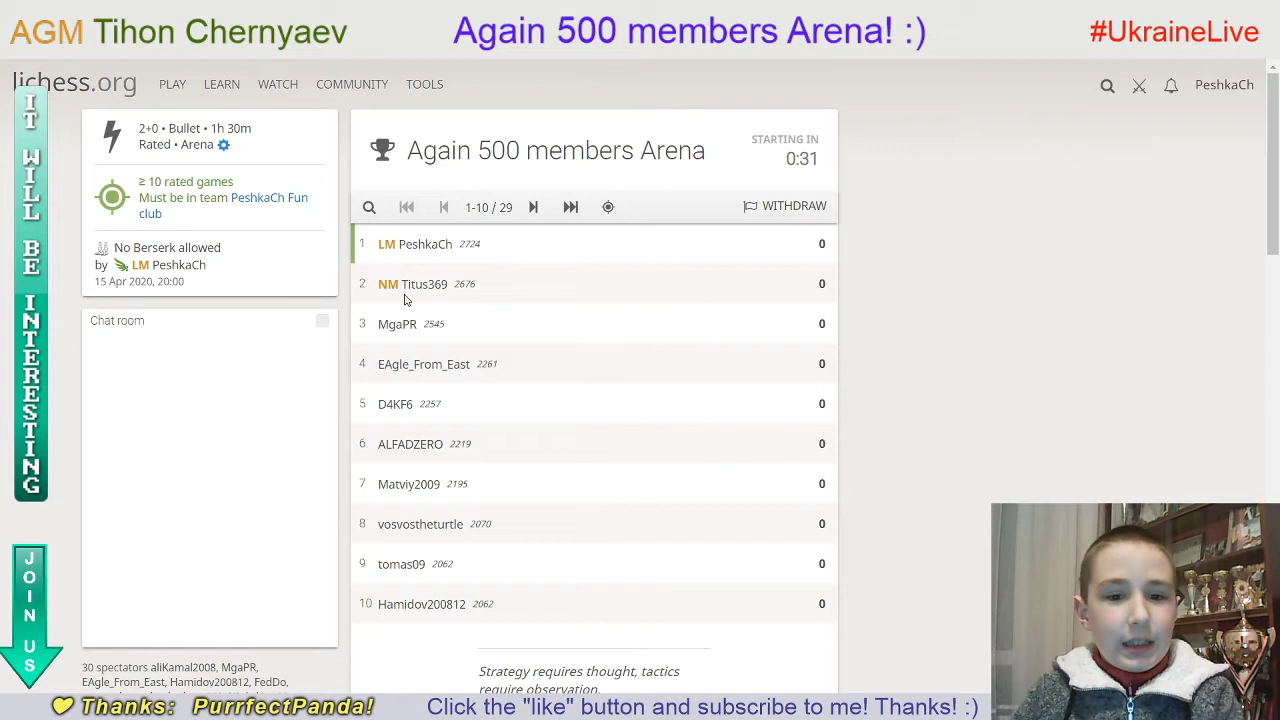 AGM Tihon Chernyaev
Again 500 members Arena! :)
#UkraineLive
lichess.org
PLAY LEARN WATCH COMMUNITY TOOLS
PeshkaCh
IT WILL BE INTERESTING
JOIN US
2+0 • Bullet • 1h 30m
Rated • Arena
≥ 10 rated games
Must be in team PeshkaCh Fun
club
No Berserk allowed
by LM PeshkaCh
15 Apr 2020, 20:00
Chat room
30 spectators aliKamal2008, MgaPR,
EAgle_From_East, Hamidov200812, FedDo,
Again 500 members Arena
STARTING IN
0:31
1-10 / 29
WITHDRAW
1 LM PeshkaCh 2724 0
2 NM Titus369 2676 0
3 MgaPR 2545 0
4 EAgle_From_East 2261 0
5 D4KF6 2257 0
6 ALFADZERO 2219 0
7 Matviy2009 2195 0
8 vosvostheturtle 2070 0
9 tomas09 2062 0
10 Hamidov200812 2062 0
Strategy requires thought, tactics
require observation.
Thanks: PurrfectPanda!
Click the "like" button and subscribe to me! Thanks! :)